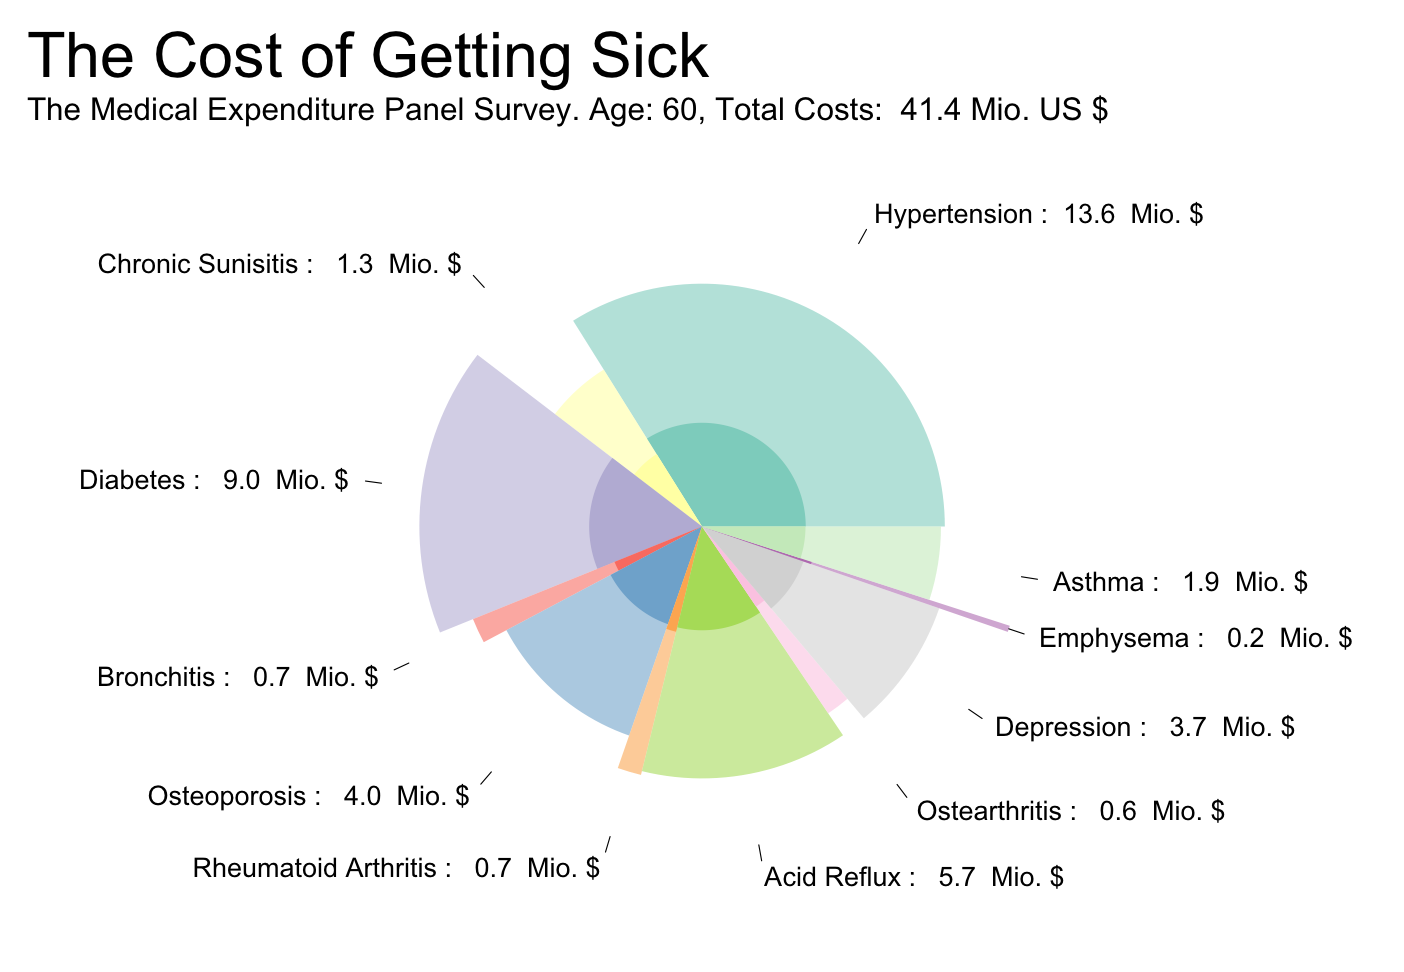 The Cost of Getting Sick
The Medical Expenditure Panel Survey. Age: 60, Total Costs:  41.4 Mio. US $
Hypertension :  13.6  Mio. $
Chronic Sunisitis :   1.3  Mio. $
Diabetes :   9.0  Mio. $
Asthma :   1.9  Mio. $
Emphysema :   0.2  Mio. $
Bronchitis :   0.7  Mio. $
Depression :   3.7  Mio. $
Osteoporosis :   4.0  Mio. $
Ostearthritis :   0.6  Mio. $
Rheumatoid Arthritis :   0.7  Mio. $
Acid Reflux :   5.7  Mio. $